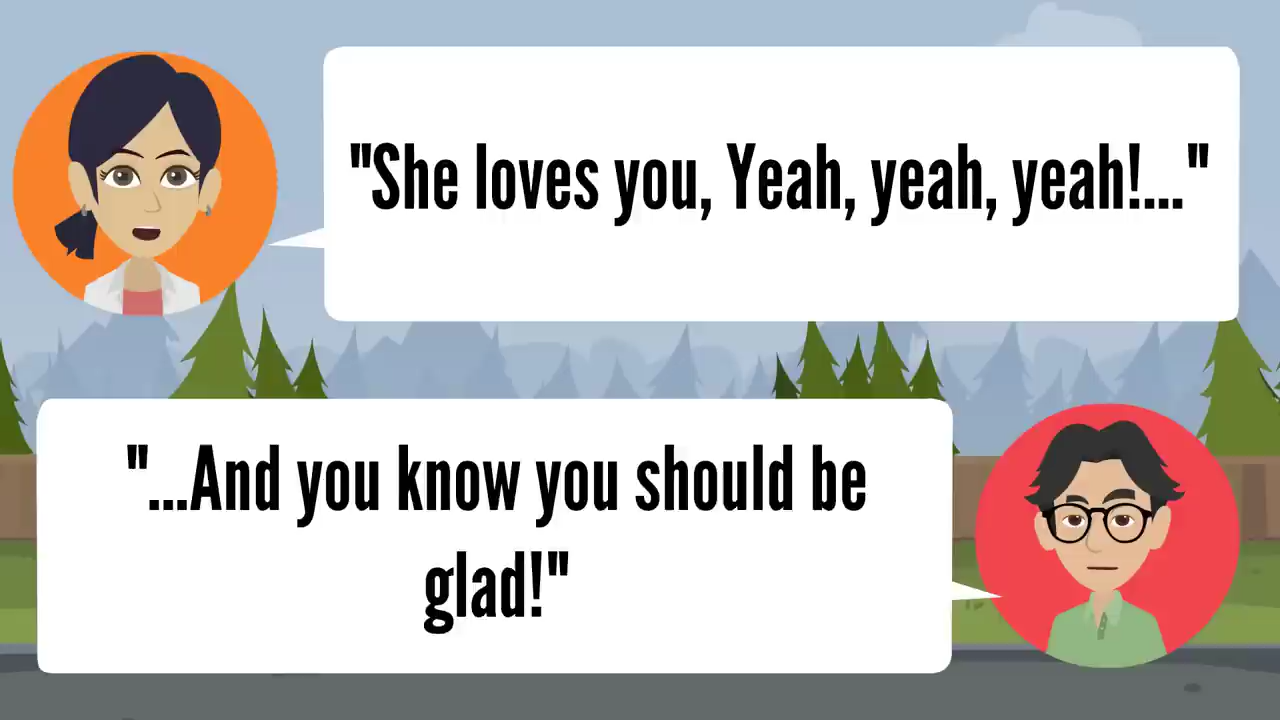 "She loves you, Yeah, yeah, yeah!..."
"...And you know you should be
glad!"